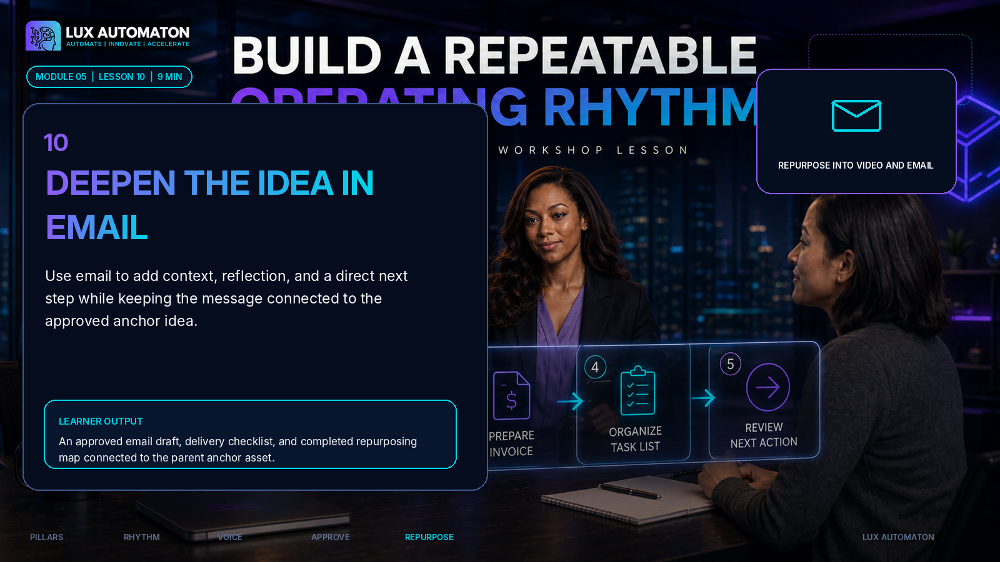 LUX AUTOMATON
AUTOMATE | INNOVATE | ACCELERATE
MODULE 05 | LESSON 10 | 9 MIN
BUILD A REPEATABLE
OPERATING RHYTHM
WORKSHOP LESSON
REPURPOSE INTO VIDEO AND EMAIL
10
DEEPEN THE IDEA IN
EMAIL
Use email to add context, reflection, and a direct next
step while keeping the message connected to the
approved anchor idea.
LEARNER OUTPUT
An approved email draft, delivery checklist, and completed repurposing
map connected to the parent anchor asset.
$
PREPARE
INVOICE
4
ORGANIZE
TASK LIST
5
REVIEW
NEXT ACTION
PILLARS
RHYTHM
VOICE
APPROVE
REPURPOSE
LUX AUTOMATON